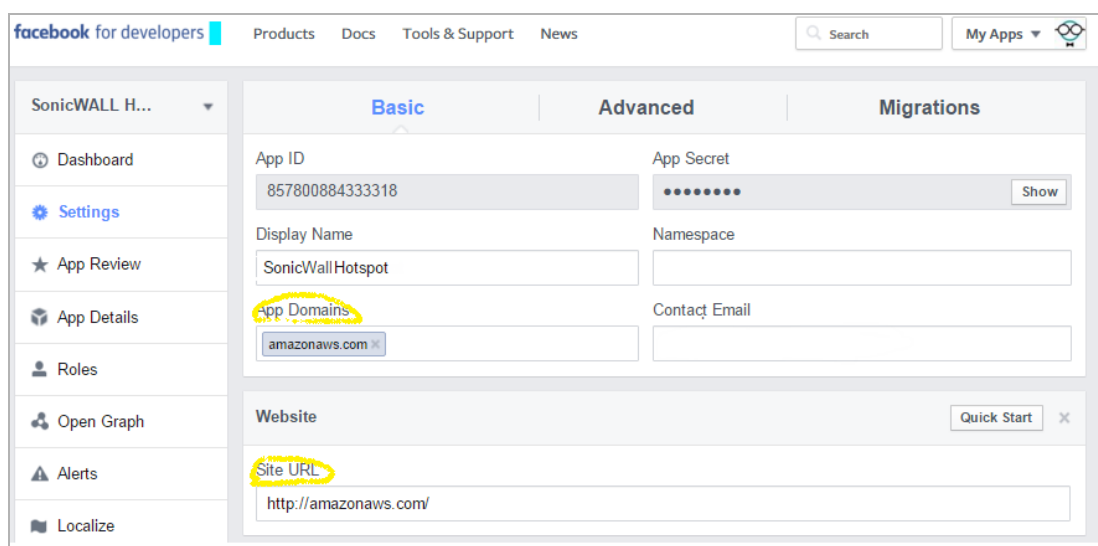 facebook for developers Products Docs Tools & Support News Search My Apps
SonicWALL H...
Dashboard
Settings
App Review
App Details
Roles
Open Graph
Alerts
Localize
Basic Advanced Migrations
App ID App Secret
857800884333318 •••••••• Show
Display Name Namespace
SonicWall Hotspot
App Domains Contact Email
amazonaws.com ×
Website Quick Start ×
Site URL
http://amazonaws.com/